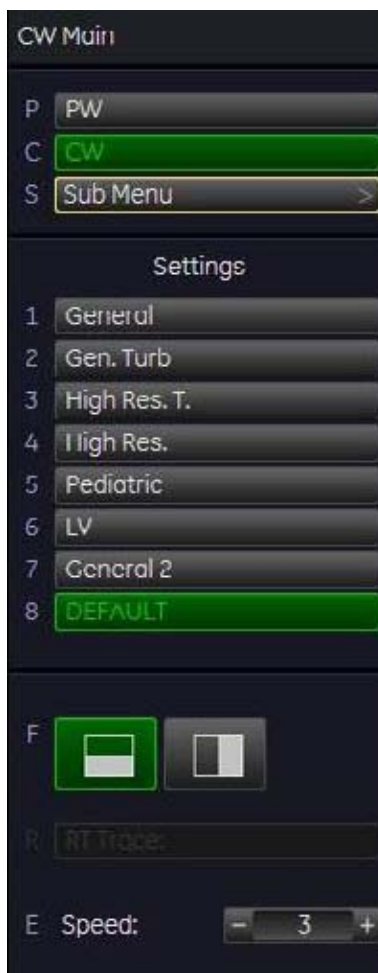 CW Main
P PW
C CW
S Sub Menu >
Settings
1 General
2 Gen. Turb
3 High Res. T.
4 High Res.
5 Pediatric
6 LV
7 General 2
8 DEFAULT
F
R RT Trace:
E Speed: - 3 +